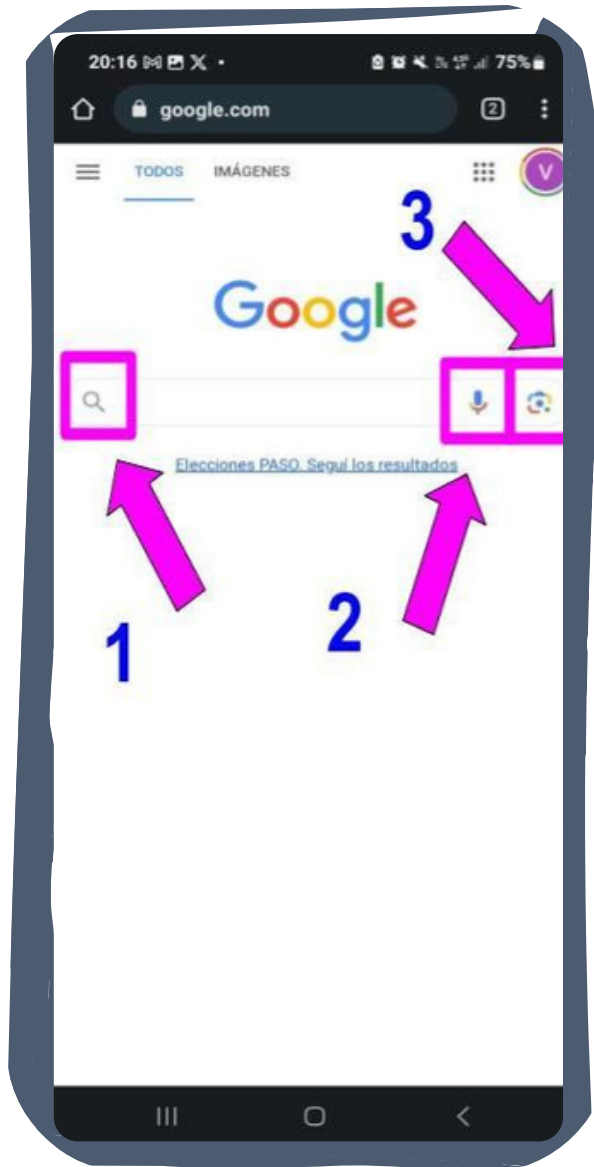 20:16 75%
google.com 2
TODOS IMÁGENES V
3
Google
Elecciones PASO. Seguí los resultados
2
1